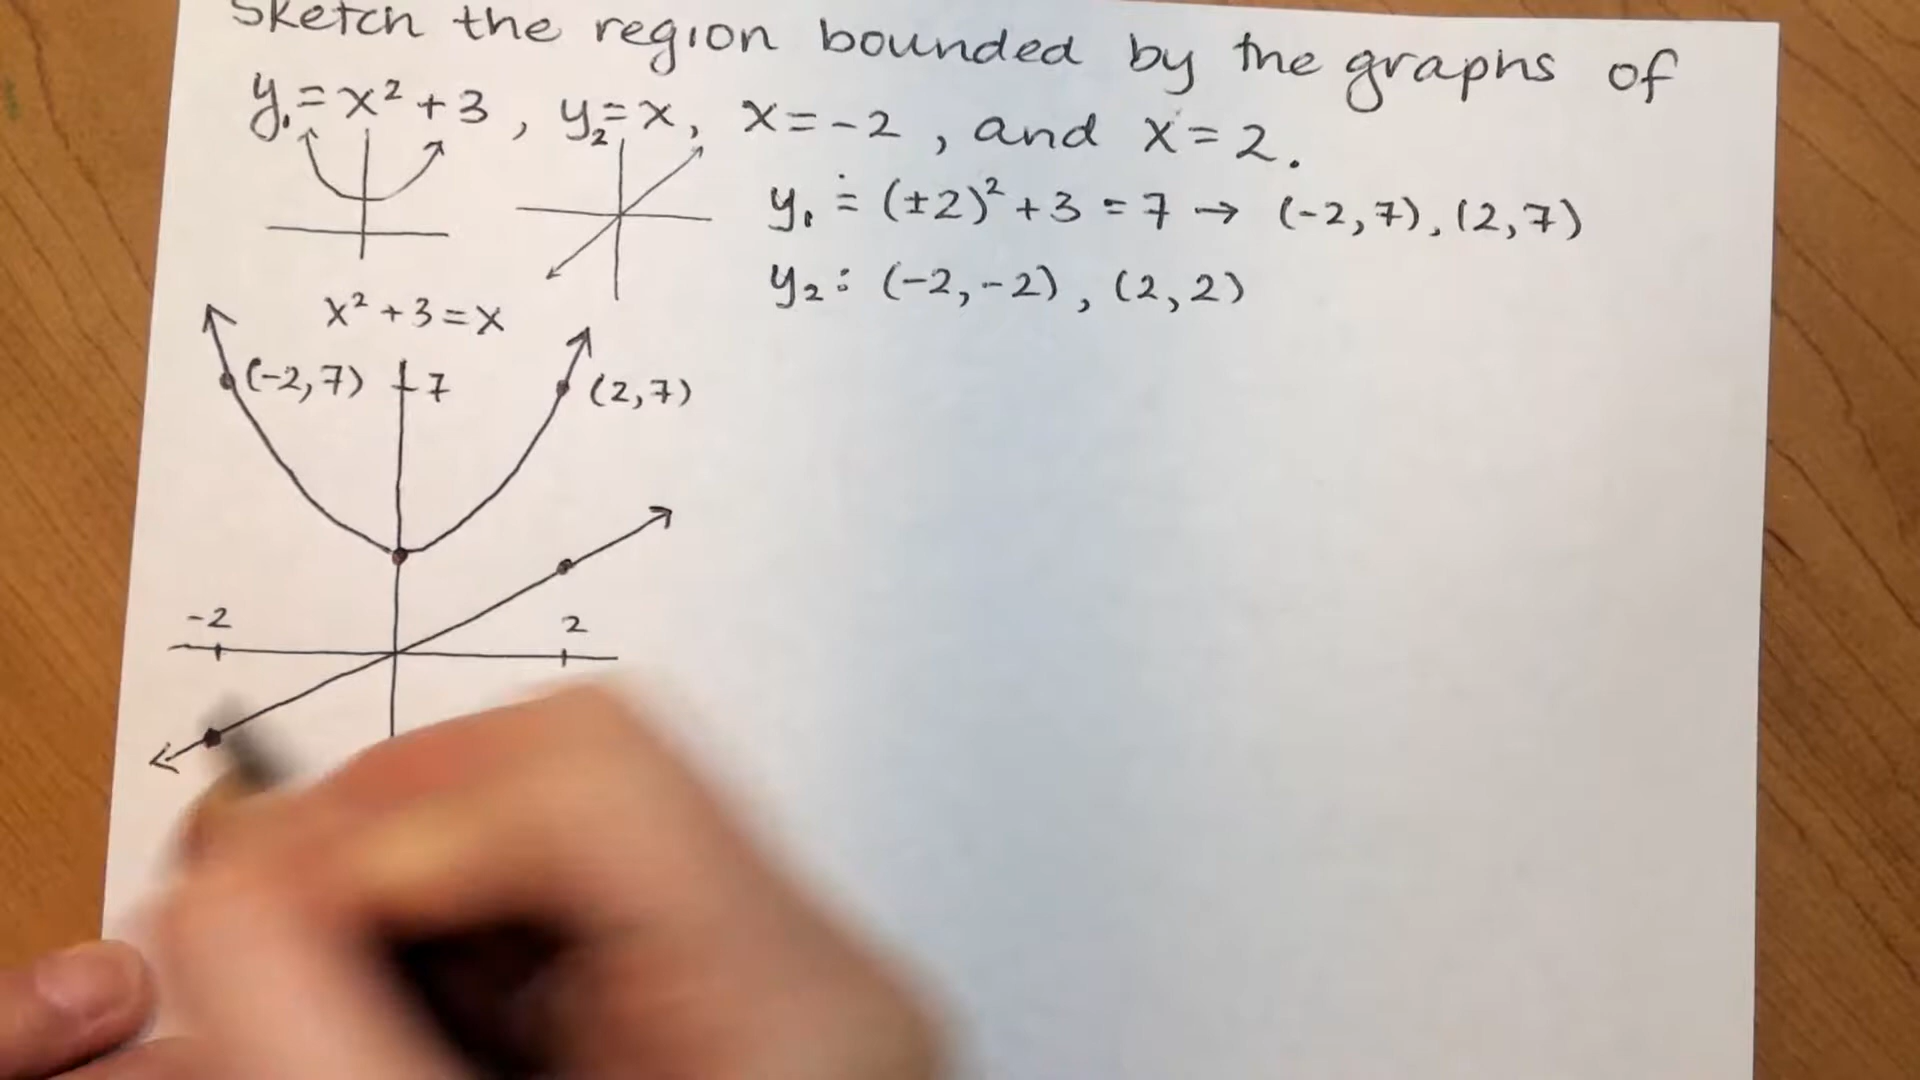 Sketch the region bounded by the graphs of
y₁ = x² + 3 , y₂ = x, x = -2 , and x = 2 .
y₁ : = (±2)² + 3 = 7 → (-2,7), (2,7)
y₂ : (-2,-2) , (2,2)
x² + 3 = x
(-2,7) 7 (2,7)
-2 2